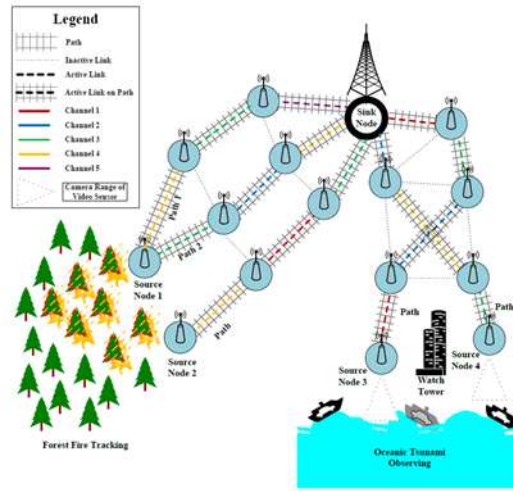 Legend
Path
Inactive Link
Active Link
Active Link on Path
Channel 1
Channel 2
Channel 3
Channel 4
Channel 5
Camera Range of
Video Sensor
Sink
Node
Path 1
Path 2
Source
Node 1
Path
Source
Node 2
Path
Path
Source
Node 3
Watch
Tower
Source
Node 4
Forest Fire Tracking
Oceanic Tsunami
Observing